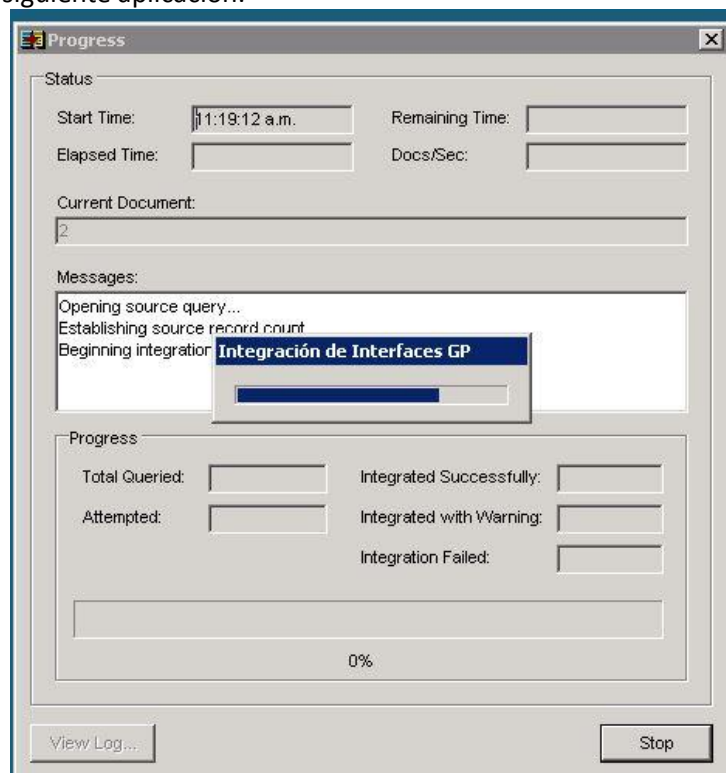 siguiente aplicación:
Progress
Status
Start Time: 11:19:12 a.m. Remaining Time:
Elapsed Time: Docs/Sec:
Current Document:
2
Messages:
Opening source query...
Establishing source record count
Beginning integration
Integración de Interfaces GP
Progress
Total Queried: Integrated Successfully:
Attempted: Integrated with Warning:
Integration Failed:
0%
View Log... Stop